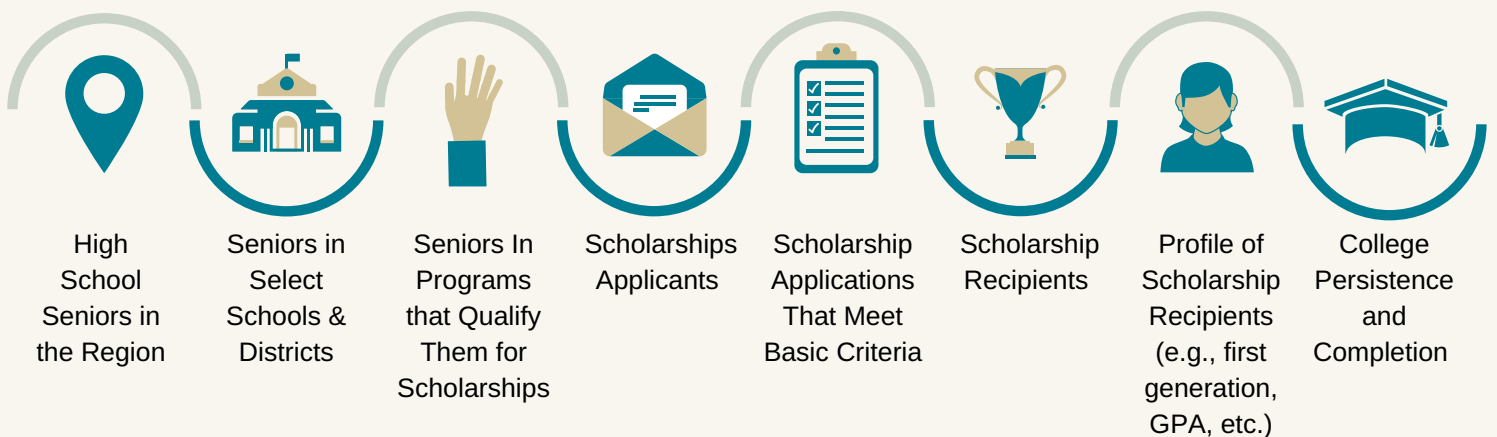 High
School
Seniors in
the Region
Seniors in
Select
Schools &
Districts
Seniors In
Programs
that Qualify
Them for
Scholarships
Scholarships
Applicants
Scholarship
Applications
That Meet
Basic Criteria
Scholarship
Recipients
Profile of
Scholarship
Recipients
(e.g., first
generation,
GPA, etc.)
College
Persistence
and
Completion